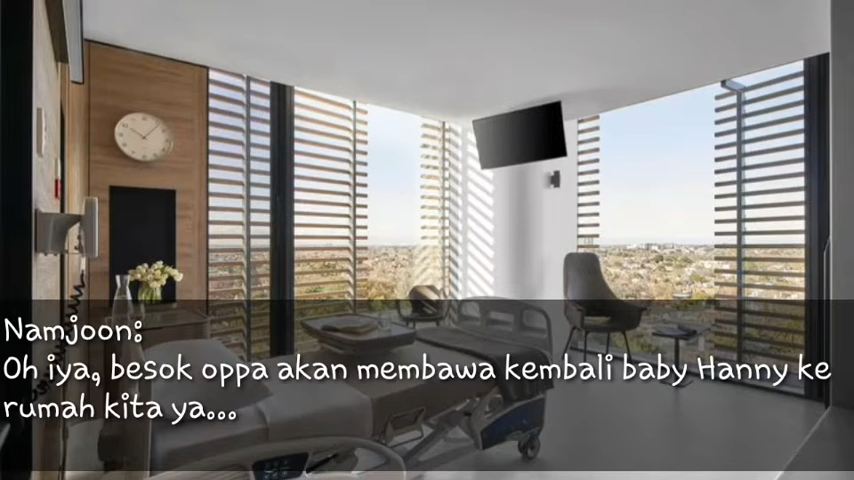 Namjoon:
Oh iya, besok oppa akan membawa kembali baby Hanny ke
rumah kita ya...